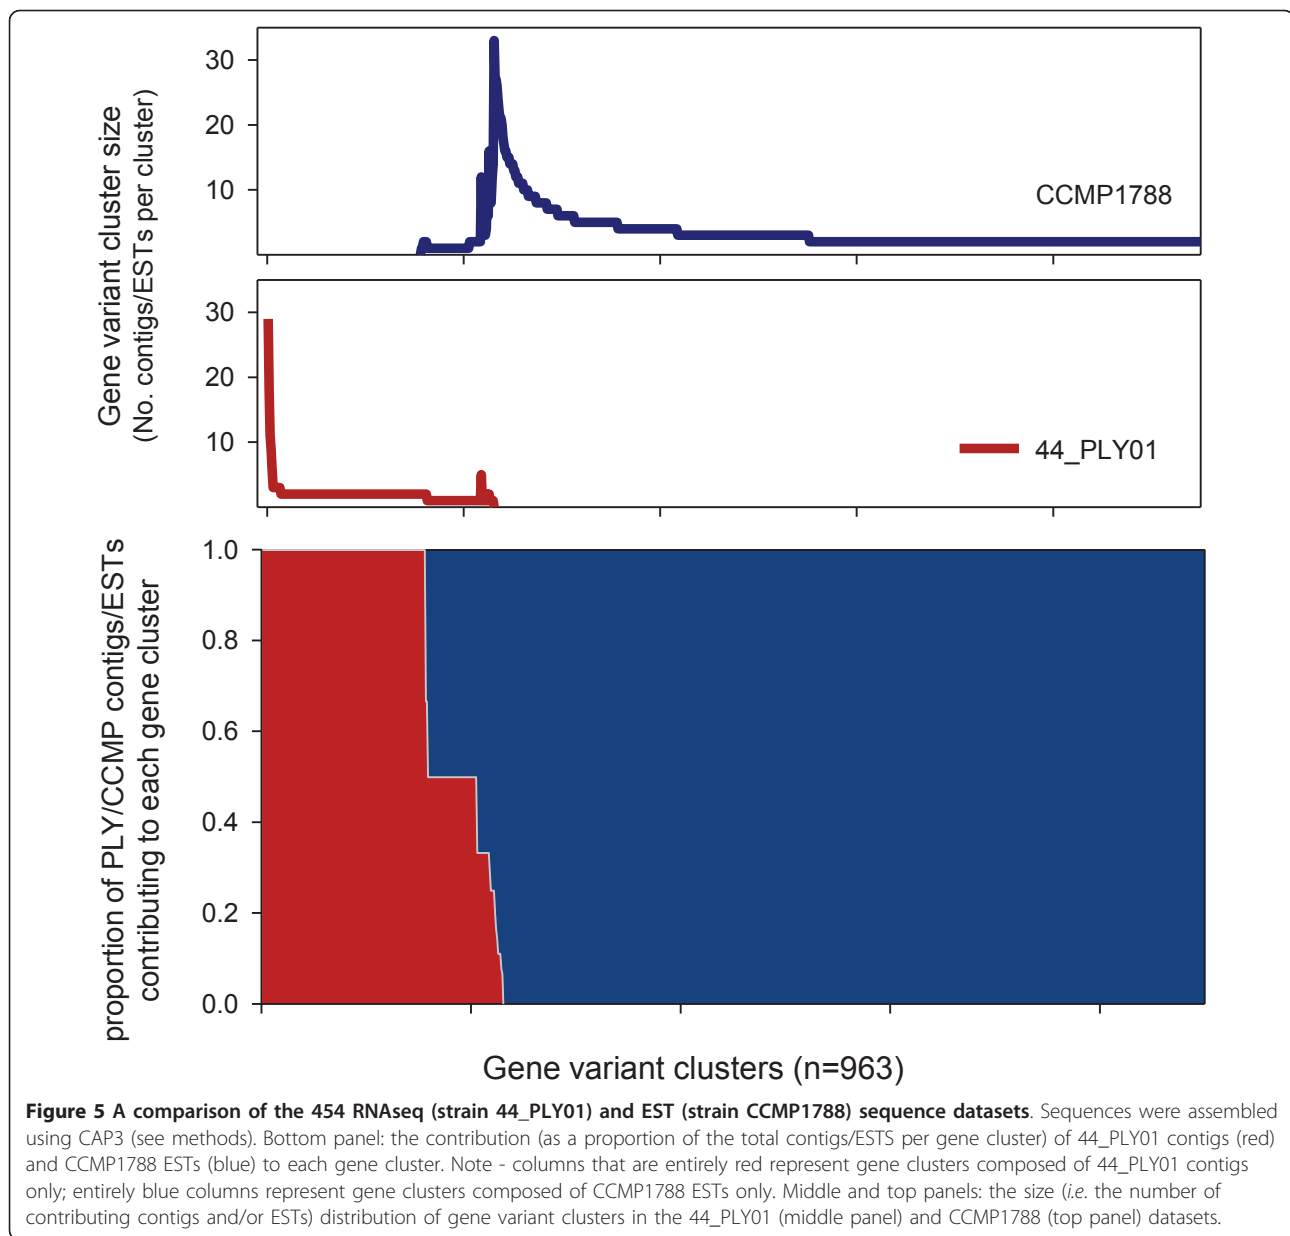 Gene variant cluster size
(No. contigs/ESTs per cluster)
30
20
10
CCMP1788
30
20
10
44_PLY01
proportion of PLY/CCMP contigs/ESTs
contributing to each gene cluster
1.0
0.8
0.6
0.4
0.2
0.0
Gene variant clusters (n=963)
Figure 5 A comparison of the 454 RNAseq (strain 44_PLY01) and EST (strain CCMP1788) sequence datasets. Sequences were assembled
using CAP3 (see methods). Bottom panel: the contribution (as a proportion of the total contigs/ESTS per gene cluster) of 44_PLY01 contigs (red)
and CCMP1788 ESTs (blue) to each gene cluster. Note - columns that are entirely red represent gene clusters composed of 44_PLY01 contigs
only; entirely blue columns represent gene clusters composed of CCMP1788 ESTs only. Middle and top panels: the size (i.e. the number of
contributing contigs and/or ESTs) distribution of gene variant clusters in the 44_PLY01 (middle panel) and CCMP1788 (top panel) datasets.